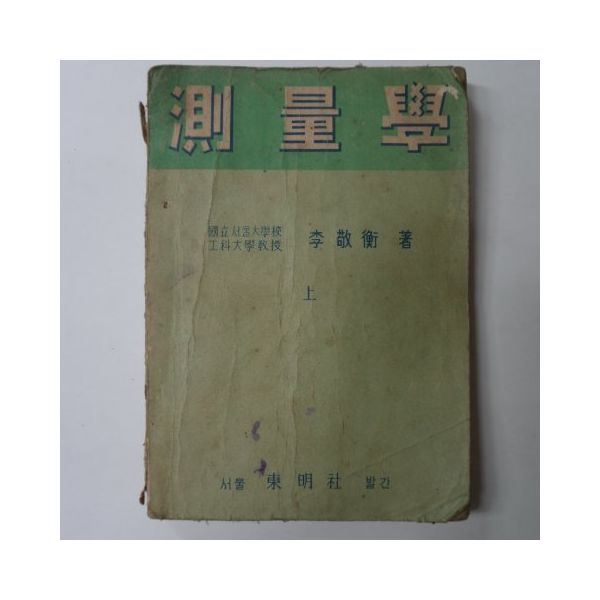 測量學
國立서울大學校
工科大學敎授
李敬衡 著
上
서울 東明社 발간